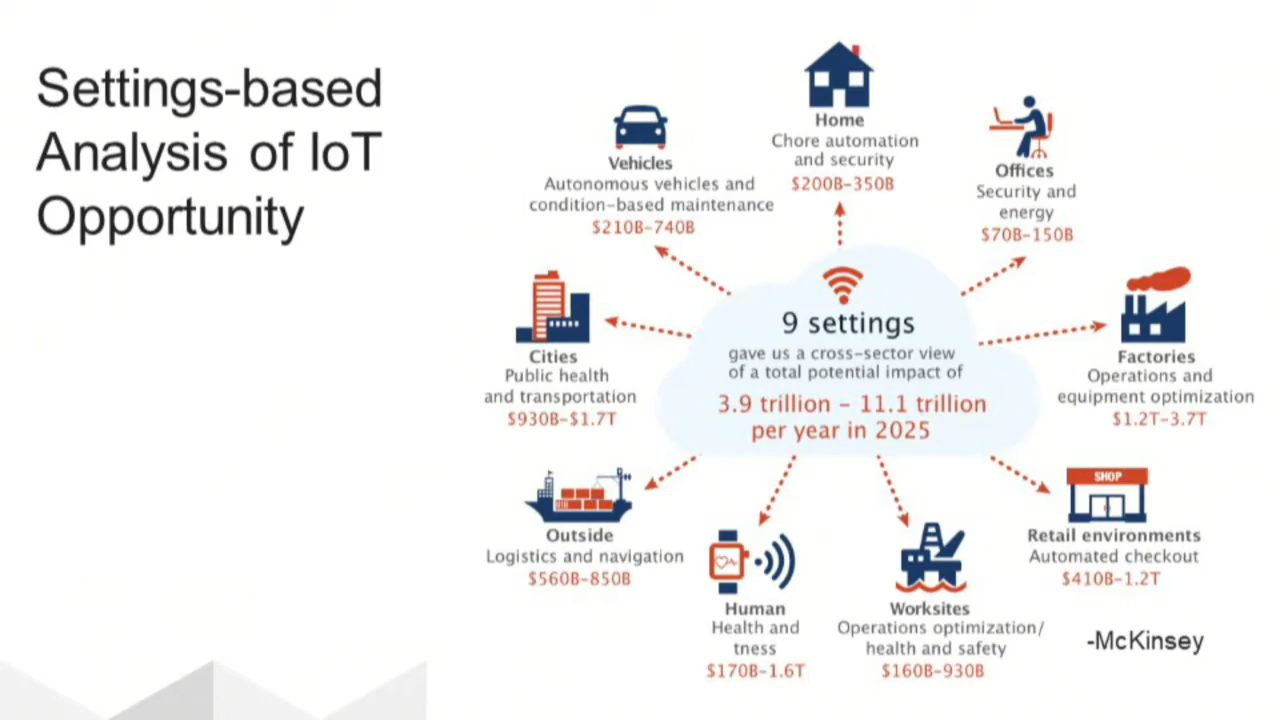 Settings-based
Analysis of IoT
Opportunity
Home
Chore automation
and security
$200B-350B
Vehicles
Autonomous vehicles and
condition-based maintenance
$210B-740B
Offices
Security and
energy
$70B-150B
9 settings
gave us a cross-sector view
of a total potential impact of
3.9 trillion - 11.1 trillion
per year in 2025
Cities
Public health
and transportation
$930B-$1.7T
Factories
Operations and
equipment optimization
$1.2T-3.7T
Outside
Logistics and navigation
$560B-850B
SHOP
Retail environments
Automated checkout
$410B-1.2T
Human
Health and
tness
$170B-1.6T
Worksites
Operations optimization/
health and safety
$160B-930B
-McKinsey